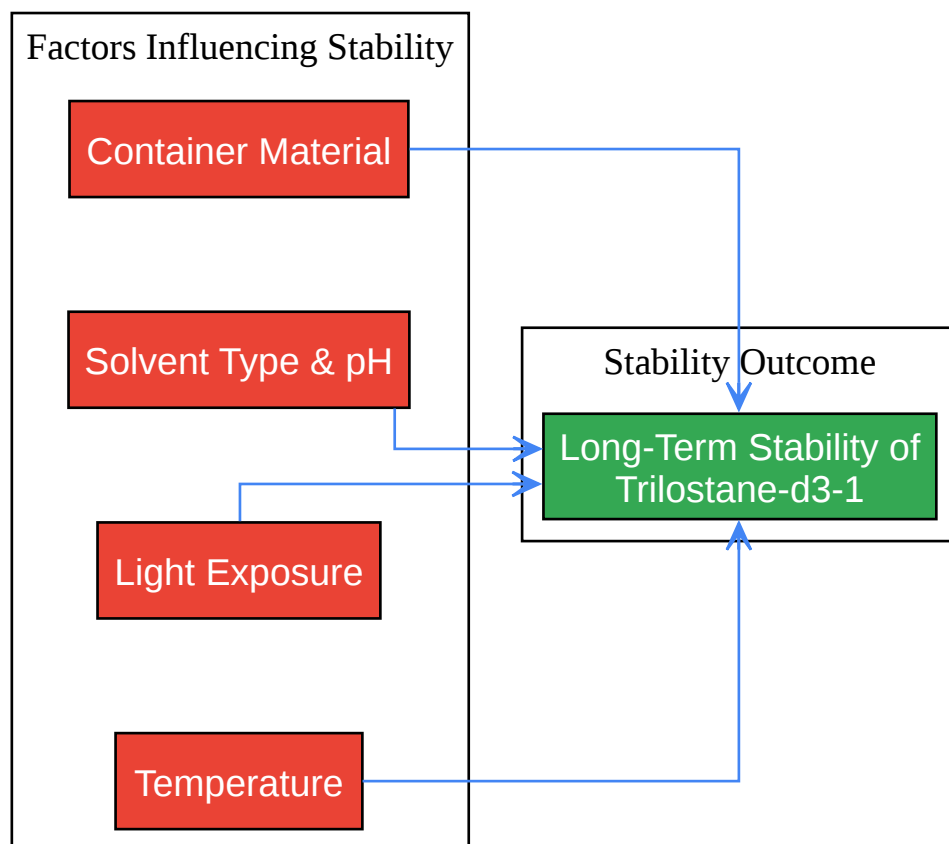 Factors Influencing Stability
Container Material
Solvent Type & pH
Light Exposure
Temperature
Stability Outcome
Long-Term Stability of
Trilostane-d3-1